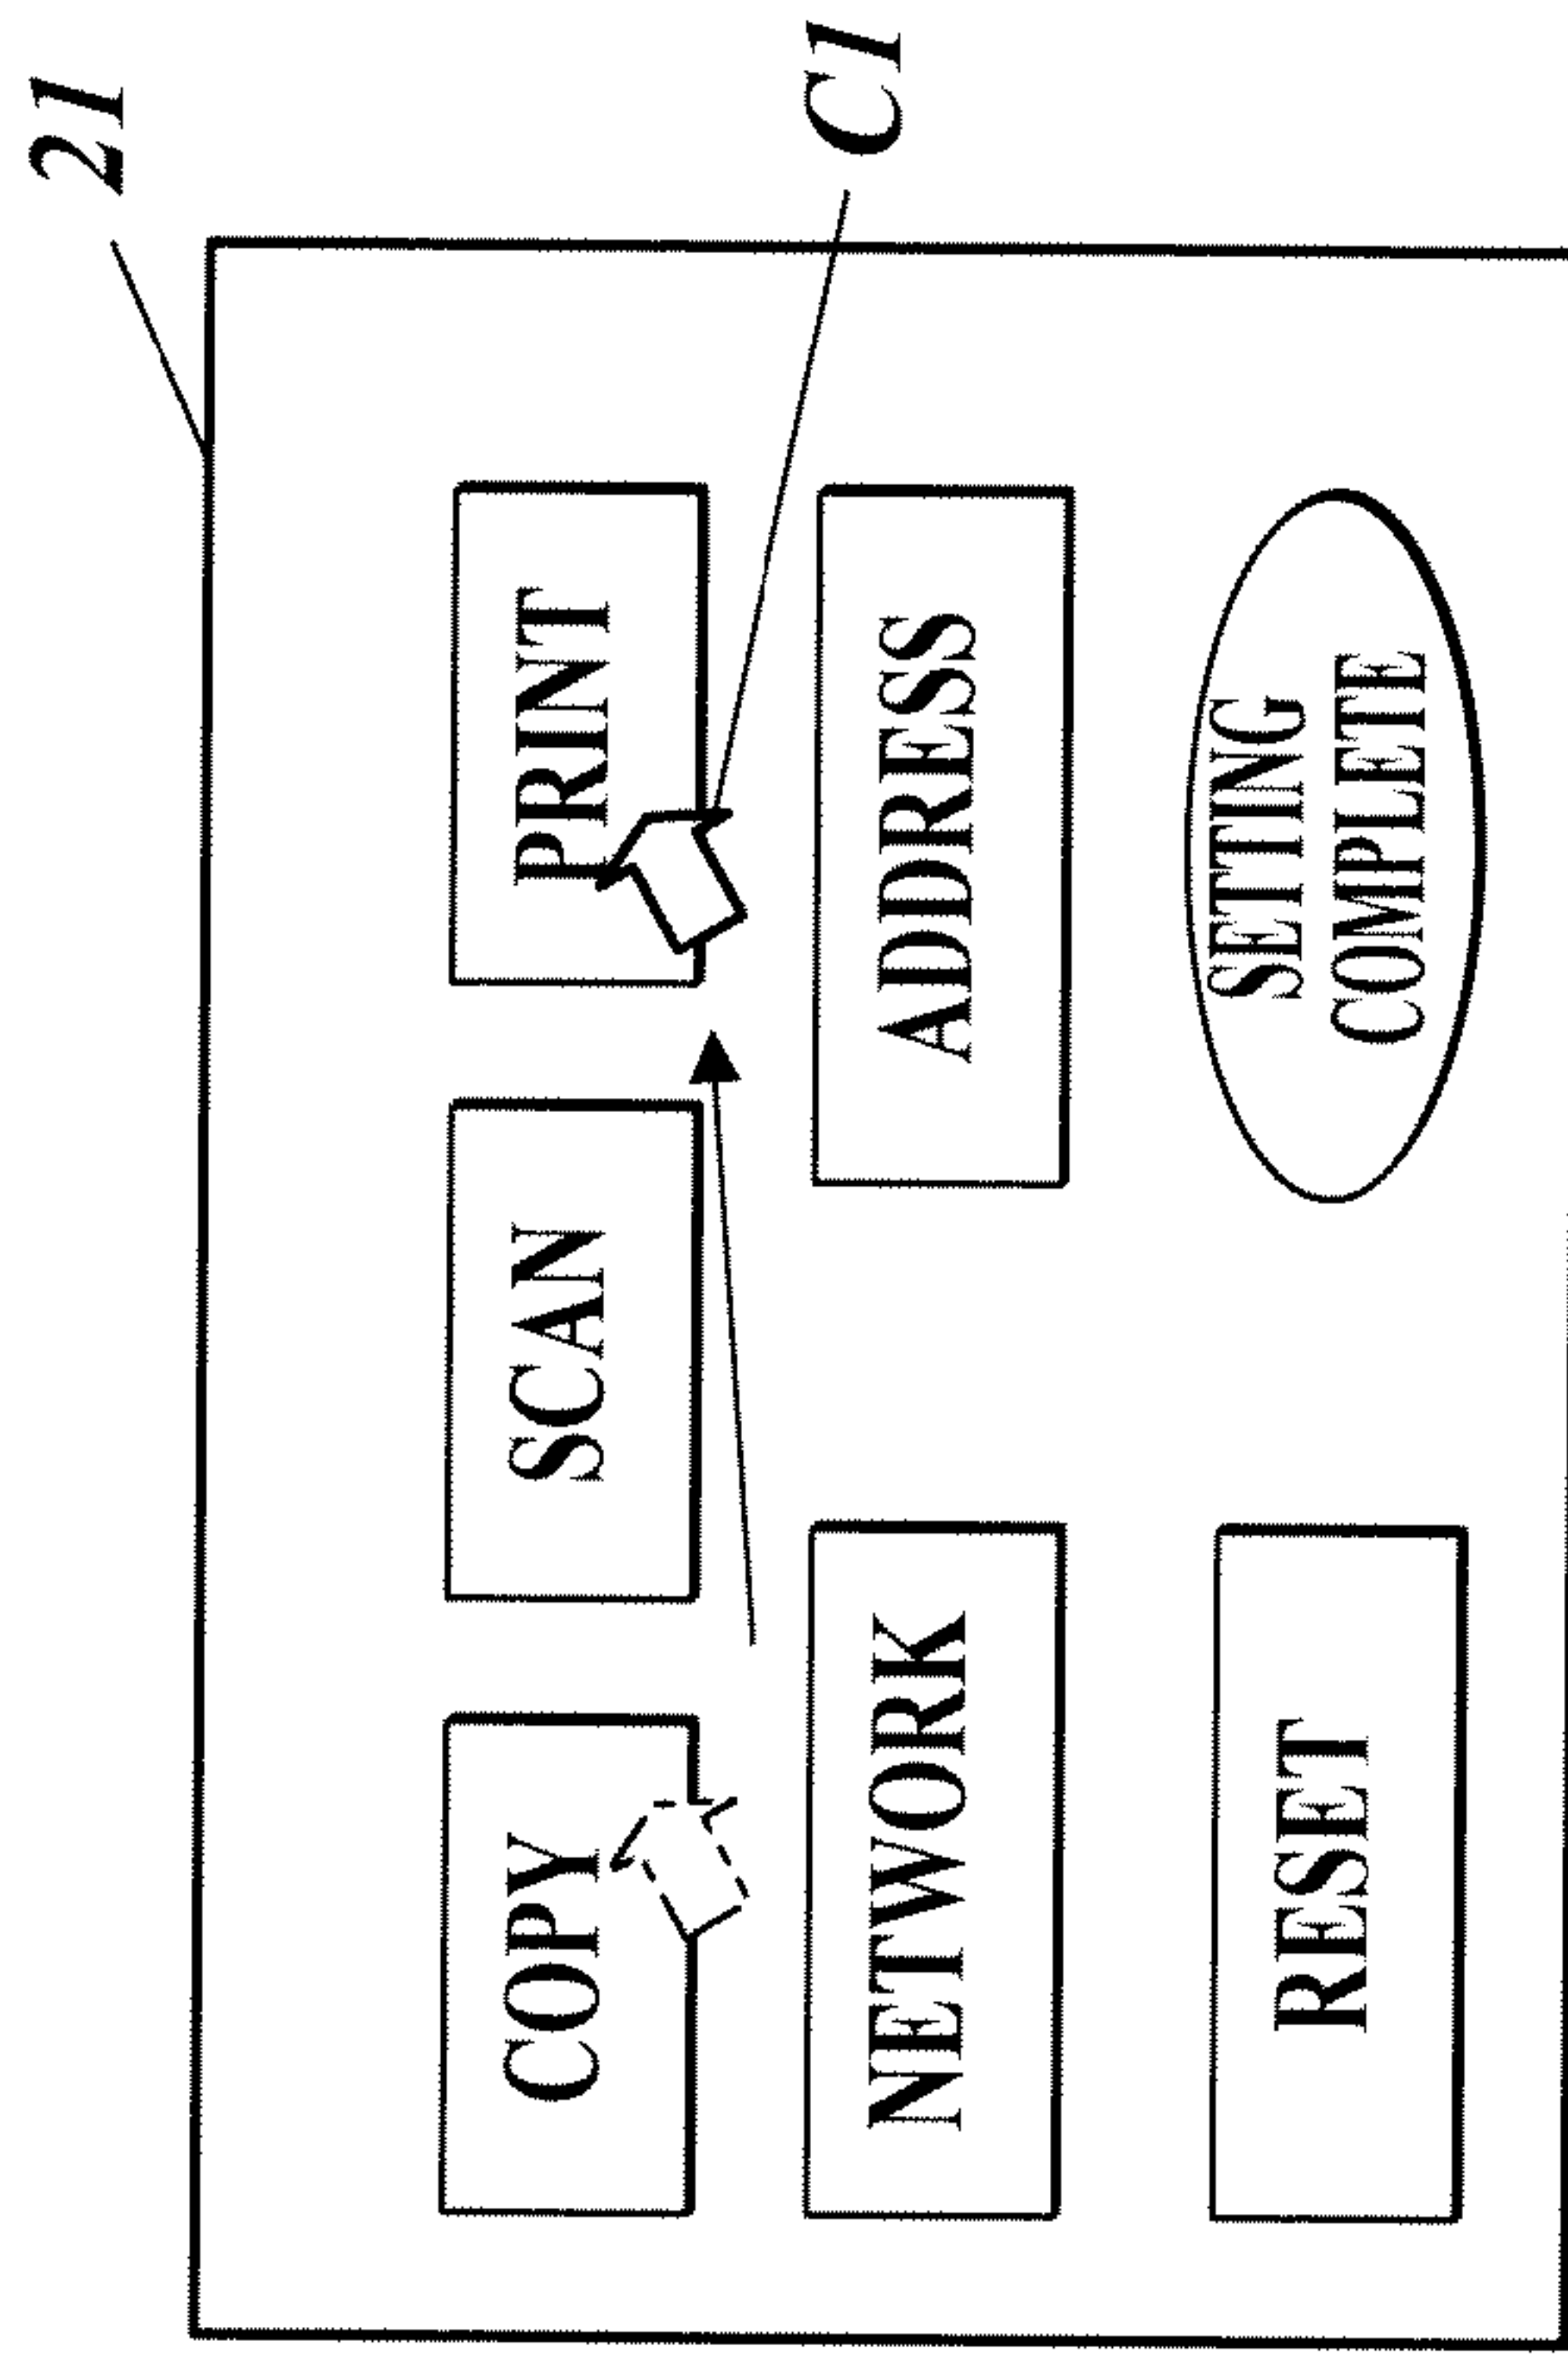 21
C1
COPY
SCAN
PRINT
NETWORK
ADDRESS
RESET
SETTING
COMPLETE